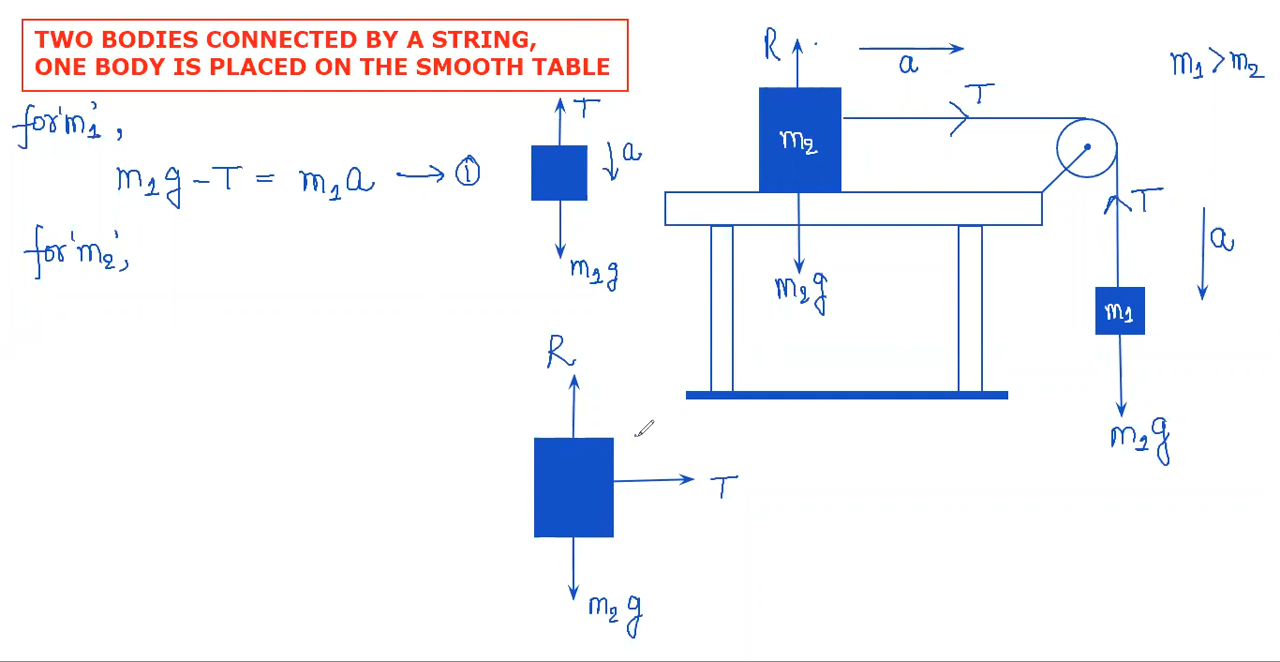 TWO BODIES CONNECTED BY A STRING,
ONE BODY IS PLACED ON THE SMOOTH TABLE
for 'm₁',
m₁g - T = m₁a → ①
for 'm₂',
T
a
m₁g
R
T
m₂g
R
a
m₁ > m₂
T
m₂
T
a
m₂g
m₁
m₁g